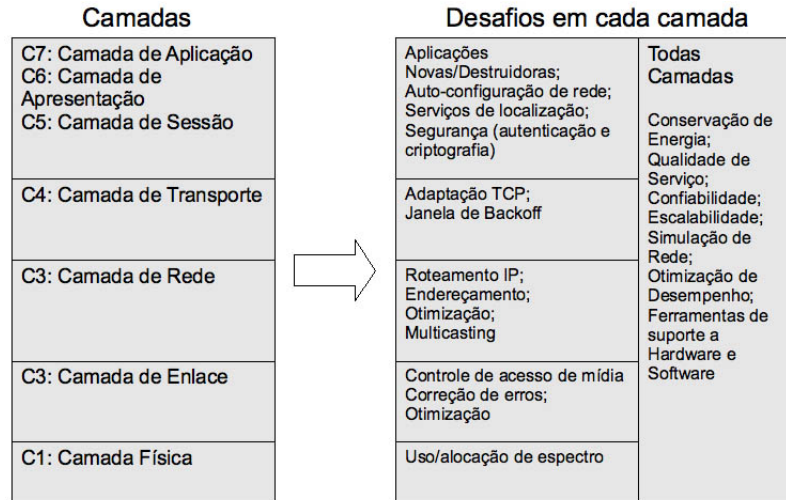 Camadas
C7: Camada de Aplicação
C6: Camada de
Apresentação
C5: Camada de Sessão
C4: Camada de Transporte
C3: Camada de Rede
C3: Camada de Enlace
C1: Camada Física
Desafios em cada camada
Aplicações
Novas/Destruidoras;
Auto-configuração de rede;
Serviços de localização;
Segurança (autenticação e
criptografia)
Adaptação TCP;
Janela de Backoff
Roteamento IP;
Endereçamento;
Otimização;
Multicasting
Controle de acesso de mídia
Correção de erros;
Otimização
Uso/alocação de espectro
Todas
Camadas
Conservação de
Energia;
Qualidade de
Serviço;
Confiabilidade;
Escalabilidade;
Simulação de
Rede;
Otimização de
Desempenho;
Ferramentas de
suporte a
Hardware e
Software